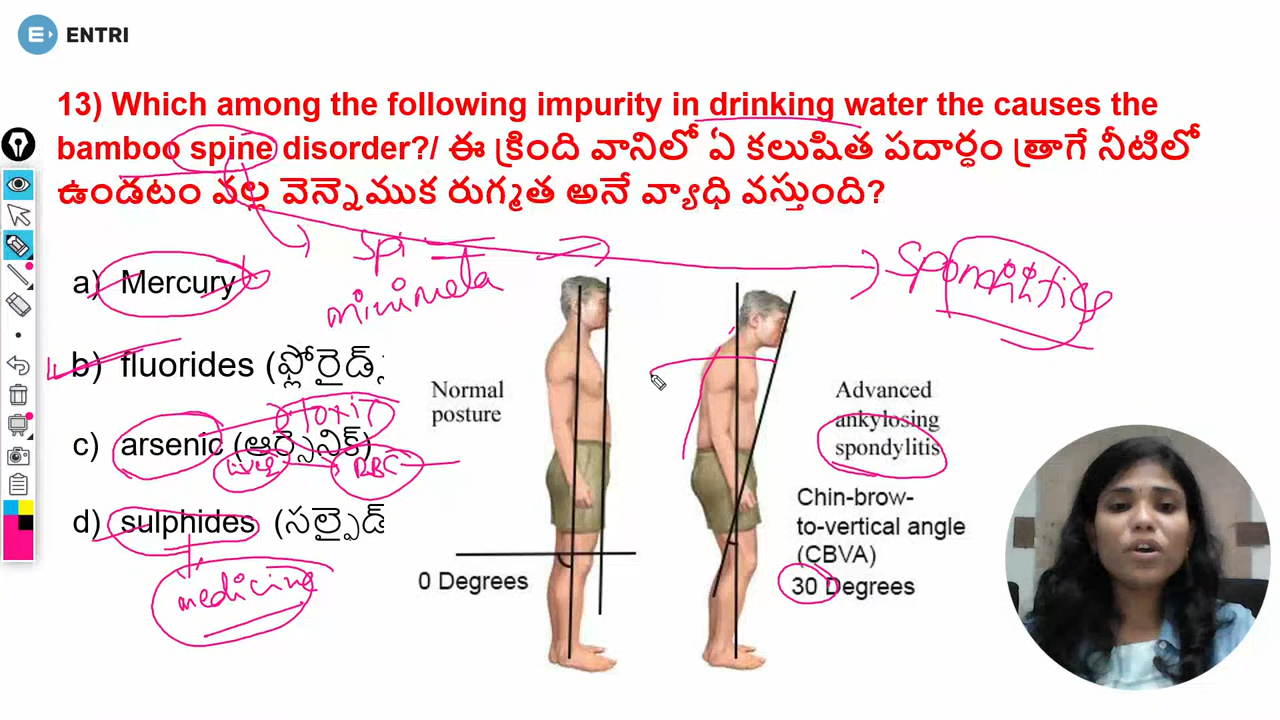 ENTRI
13) Which among the following impurity in drinking water the causes the
bamboo spine disorder?/ ఈ క్రింది వానిలో ఏ కలుషిత పదార్ధం త్రాగే నీటిలో
ఉండటం వల్ల వెన్నెముక రుగ్మత అనే వ్యాధి వస్తుంది?
a) Mercury
b) fluorides (ఫ్లోరైడ్
c) arsenic (ఆర్సెనిక్)
d) sulphides (సల్ఫైడ్
Normal
posture
0 Degrees
Advanced
ankylosing
spondylitis
Chin-brow-
to-vertical angle
(CBVA)
30 Degrees
liver
RBC
medicine